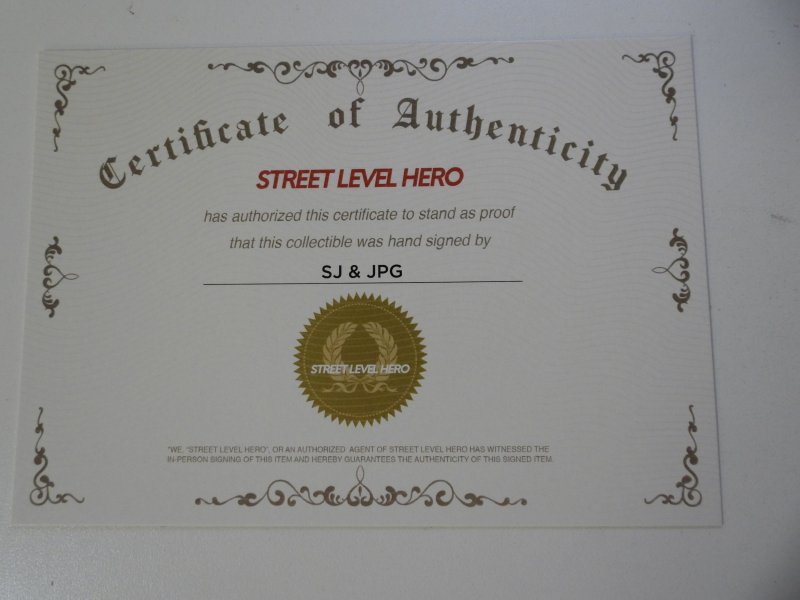 Certificate of Authenticity
STREET LEVEL HERO
has authorized this certificate to stand as proof
that this collectible was hand signed by
SJ & JPG
STREET LEVEL HERO
"WE, "STREET LEVEL HERO", OR AN AUTHORIZED AGENT OF STREET LEVEL HERO HAS WITNESSED THE
IN-PERSON SIGNING OF THIS ITEM AND HEREBY GUARANTEES THE AUTHENTICITY OF THIS SIGNED ITEM.